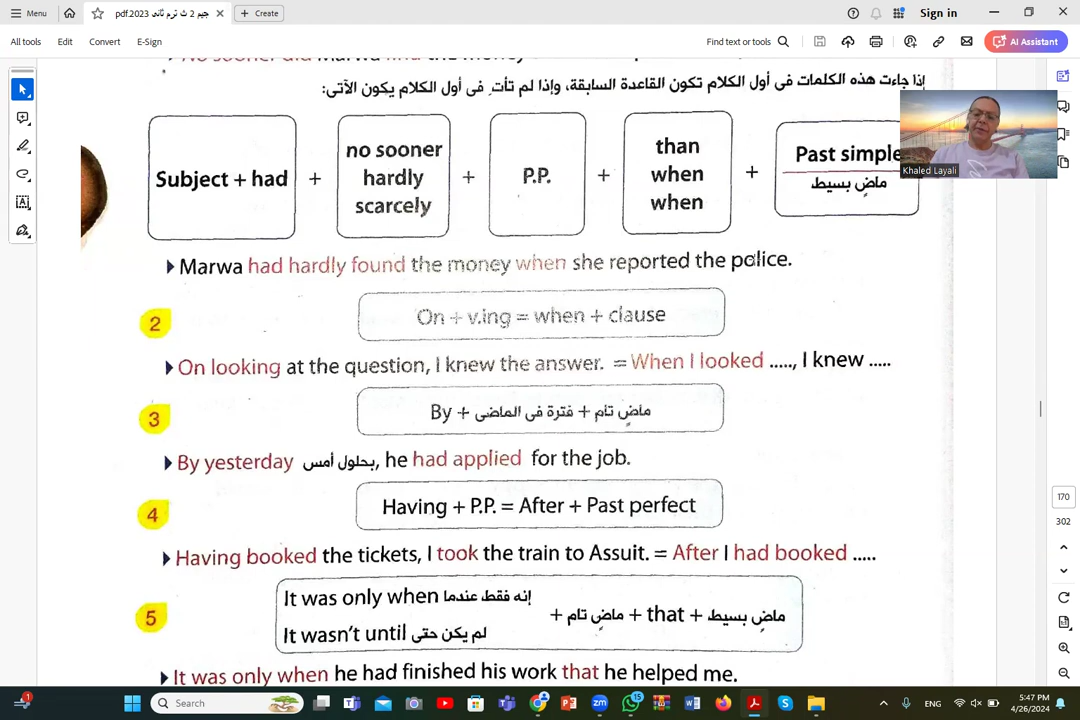 Menu
جيم 2 ث ترم ثانى 2023.pdf
Create
Sign in
All tools
Edit
Convert
E-Sign
Find text or tools
AI Assistant
إذا جاءت هذه الكلمات فى أول الكلام تكون القاعدة السابقة، وإذا لم تأتِ فى أول الكلام يكون الآتى:
Subject + had
+
no sooner
hardly
scarcely
+
P.P.
+
than
when
when
+
Past simple
ماضٍ بسيط
Khaled Layali
Marwa had hardly found the money when she reported the police.
2
On + v.ing = when + clause
On looking at the question, I knew the answer. = When I looked ....., I knew .....
3
By + ماضٍ تام + فترة فى الماضى
By yesterday بحلول أمس, he had applied for the job.
4
Having + P.P. = After + Past perfect
Having booked the tickets, I took the train to Assuit. = After I had booked .....
5
It was only when إنه فقط عندما
It wasn't until لم يكن حتى
+ ماضٍ تام + that + ماضٍ بسيط
It was only when he had finished his work that he helped me.
170
302
1
Search
15
5:47 PM
4/26/2024